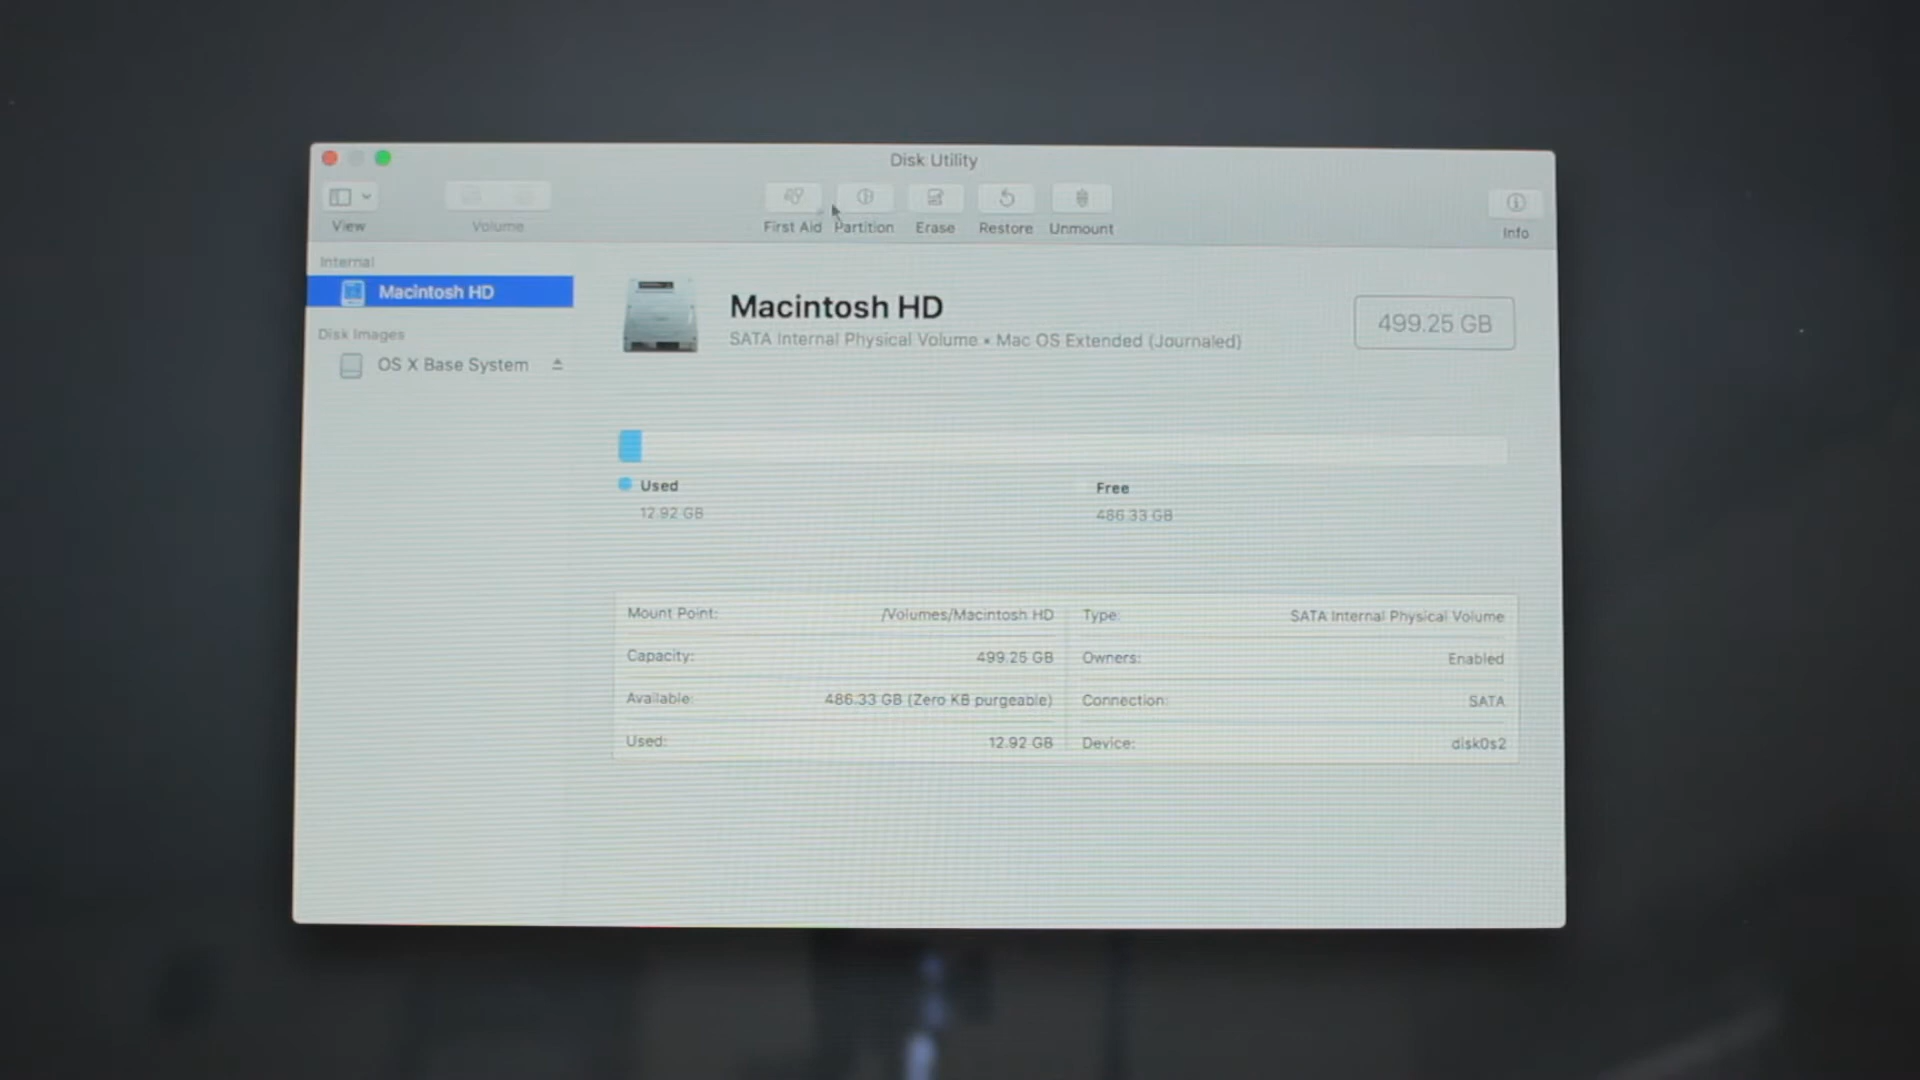 Disk Utility
View
Volume
First Aid
Partition
Erase
Restore
Unmount
Info
Internal
Macintosh HD
Disk Images
OS X Base System
Macintosh HD
SATA Internal Physical Volume • Mac OS Extended (Journaled)
499.25 GB
Used
12.92 GB
Free
486.33 GB
Mount Point: /Volumes/Macintosh HD
Type: SATA Internal Physical Volume
Capacity: 499.25 GB
Owners: Enabled
Available: 486.33 GB (Zero KB purgeable)
Connection: SATA
Used: 12.92 GB
Device: disk0s2